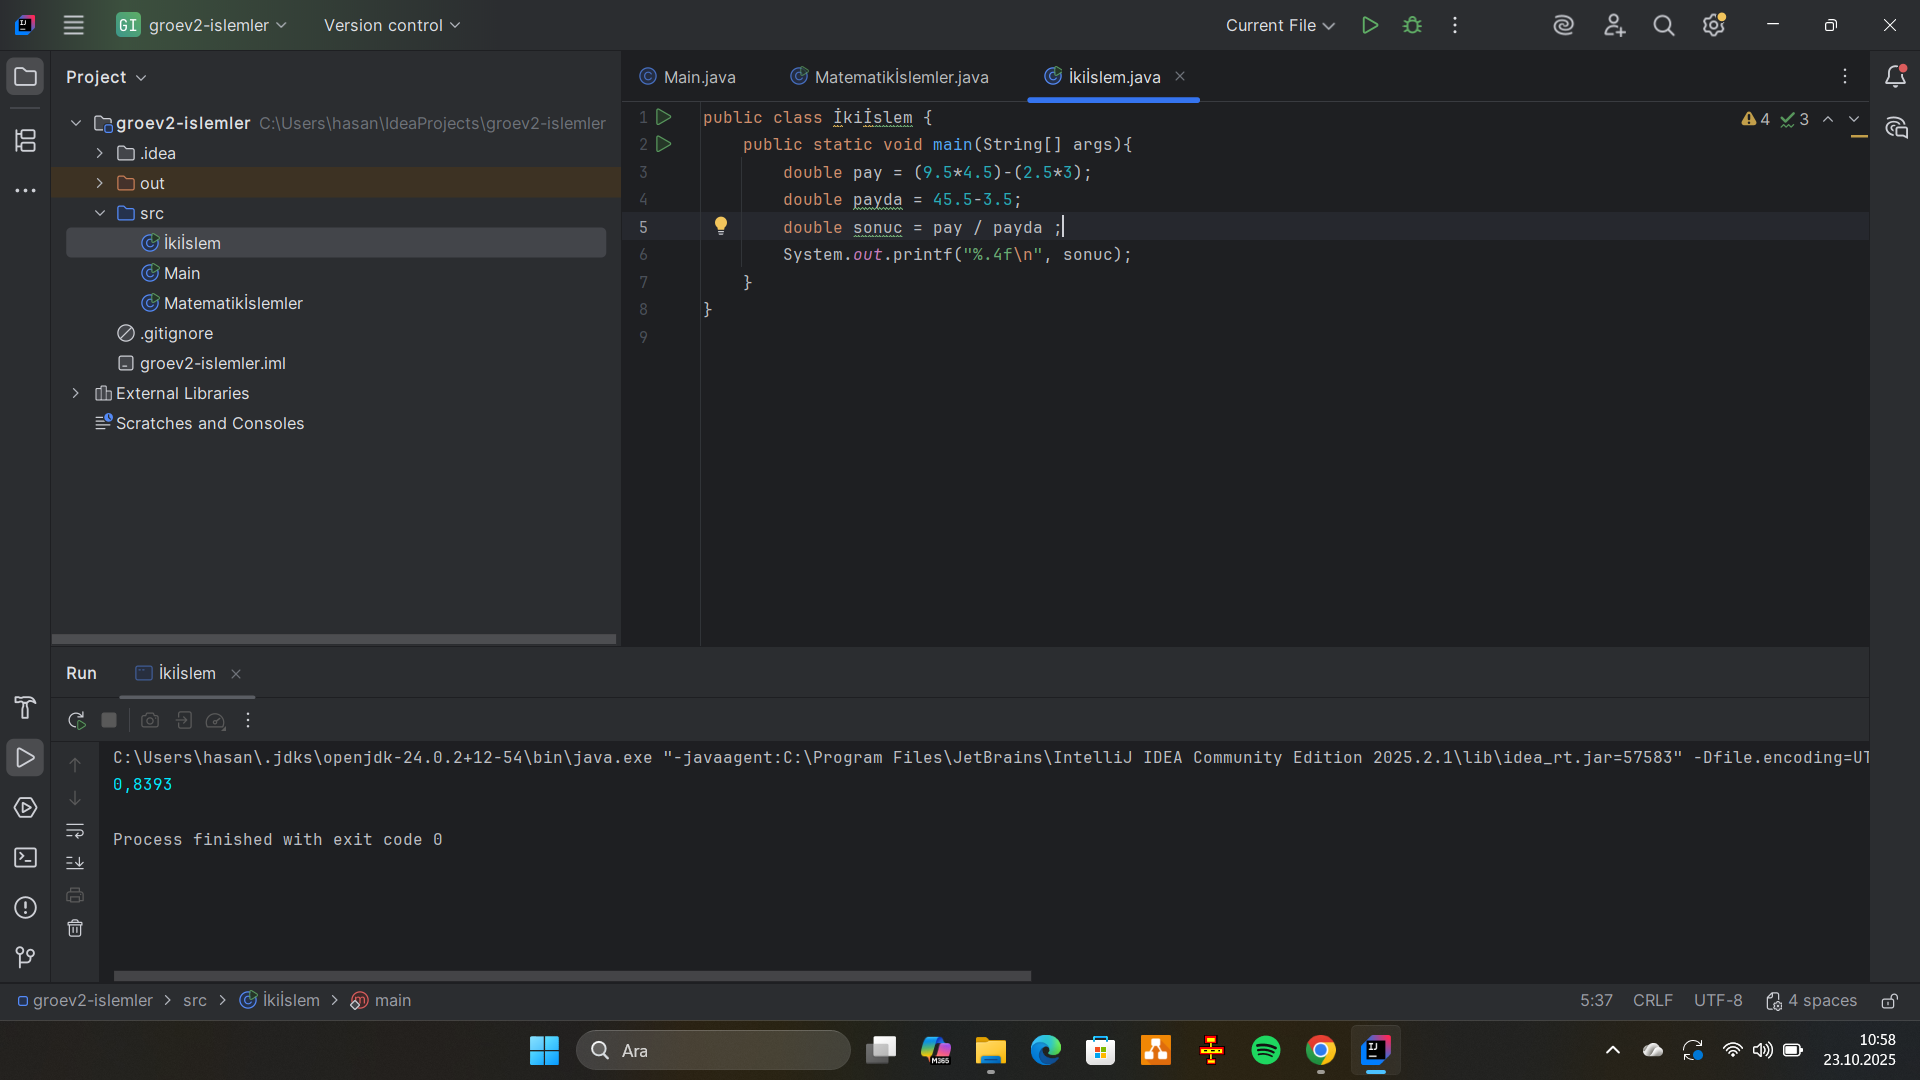 GI groev2-islemler Version control Current File
Project
Main.java Matematikİslemler.java İkiİslem.java
groev2-islemler C:\Users\hasan\IdeaProjects\groev2-islemler
.idea
out
src
İkiİslem
Main
Matematikİslemler
.gitignore
groev2-islemler.iml
External Libraries
Scratches and Consoles
1 public class İkiİslem {
2 public static void main(String[] args){
3 double pay = (9.5*4.5)-(2.5*3);
4 double payda = 45.5-3.5;
5 double sonuc = pay / payda ;
6 System.out.printf("%.4f\n", sonuc);
7 }
8 }
9
4 3
Run İkiİslem
C:\Users\hasan\.jdks\openjdk-24.0.2+12-54\bin\java.exe "-javaagent:C:\Program Files\JetBrains\IntelliJ IDEA Community Edition 2025.2.1\lib\idea_rt.jar=57583" -Dfile.encoding=UT
0,8393
Process finished with exit code 0
groev2-islemler > src > İkiİslem > main 5:37 CRLF UTF-8 4 spaces
Ara
10:58
23.10.2025